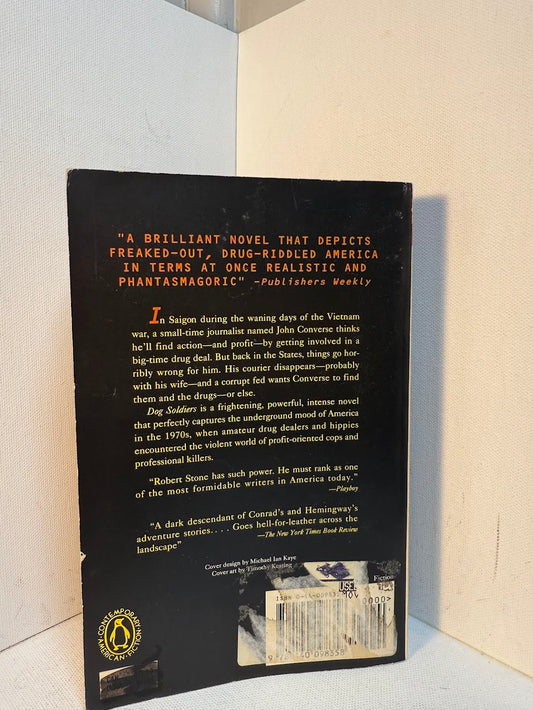 "A BRILLIANT NOVEL THAT DEPICTS
FREAKED-OUT, DRUG-RIDDLED AMERICA
IN TERMS AT ONCE REALISTIC AND
PHANTASMAGORIC" —Publishers Weekly
In Saigon during the waning days of the Vietnam
war, a small-time journalist named John Converse thinks
he'll find action—and profit—by getting involved in a
big-time drug deal. But back in the States, things go hor-
ribly wrong for him. His courier disappears—probably
with his wife—and a corrupt fed wants Converse to find
them and the drugs—or else.
Dog Soldiers is a frightening, powerful, intense novel
that perfectly captures the underground mood of America
in the 1970s, when amateur drug dealers and hippies
encountered the violent world of profit-oriented cops and
professional killers.
"Robert Stone has such power. He must rank as one
of the most formidable writers in America today."
—Playboy
"A dark descendant of Conrad's and Hemingway's
adventure stories. . . . Goes hell-for-leather across the
landscape"
—The New York Times Book Review
Cover design by Michael Ian Kaye
Cover art by Timothy Keating
Fiction
ISBN
CONTEMPORARY
AMERICAN FICTION